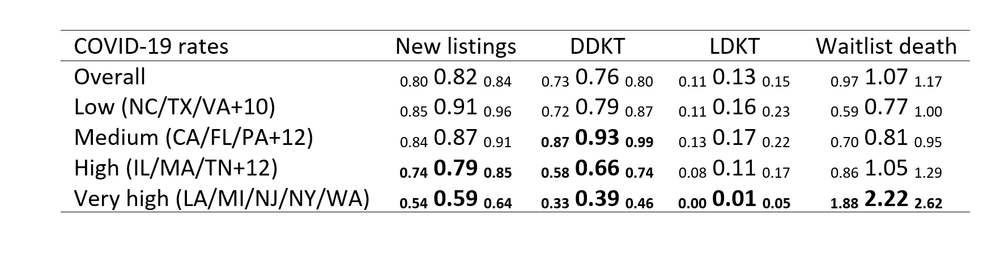 COVID-19 rates New listings DDKT LDKT Waitlist death
Overall 0.80 0.82 0.84 0.73 0.76 0.80 0.11 0.13 0.15 0.97 1.07 1.17
Low (NC/TX/VA+10) 0.85 0.91 0.96 0.72 0.79 0.87 0.11 0.16 0.23 0.59 0.77 1.00
Medium (CA/FL/PA+12) 0.84 0.87 0.91 0.87 0.93 0.99 0.13 0.17 0.22 0.70 0.81 0.95
High (IL/MA/TN+12) 0.74 0.79 0.85 0.58 0.66 0.74 0.08 0.11 0.17 0.86 1.05 1.29
Very high (LA/MI/NJ/NY/WA) 0.54 0.59 0.64 0.33 0.39 0.46 0.00 0.01 0.05 1.88 2.22 2.62